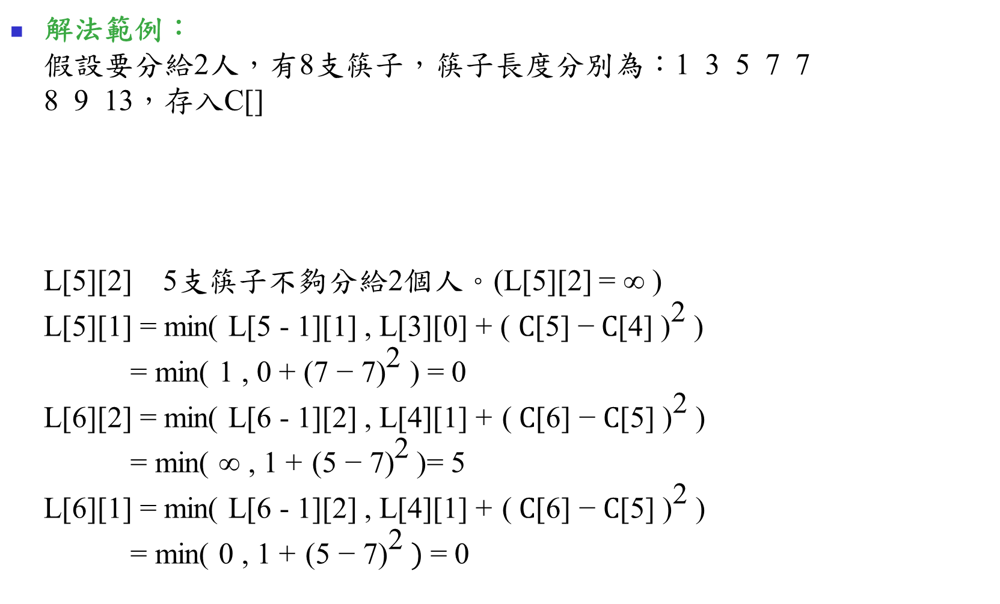 解法範例：
假設要分給2人，有8支筷子，筷子長度分別為：1 3 5 7 7
8 9 13，存入C[]
L[5][2] 5支筷子不夠分給2個人。(L[5][2] = ∞ )
L[5][1] = min( L[5 - 1][1] , L[3][0] + ( C[5] − C[4] )² )
= min( 1 , 0 + (7 − 7)² ) = 0
L[6][2] = min( L[6 - 1][2] , L[4][1] + ( C[6] − C[5] )² )
= min( ∞ , 1 + (5 − 7)² )= 5
L[6][1] = min( L[6 - 1][2] , L[4][1] + ( C[6] − C[5] )² )
= min( 0 , 1 + (5 − 7)² ) = 0